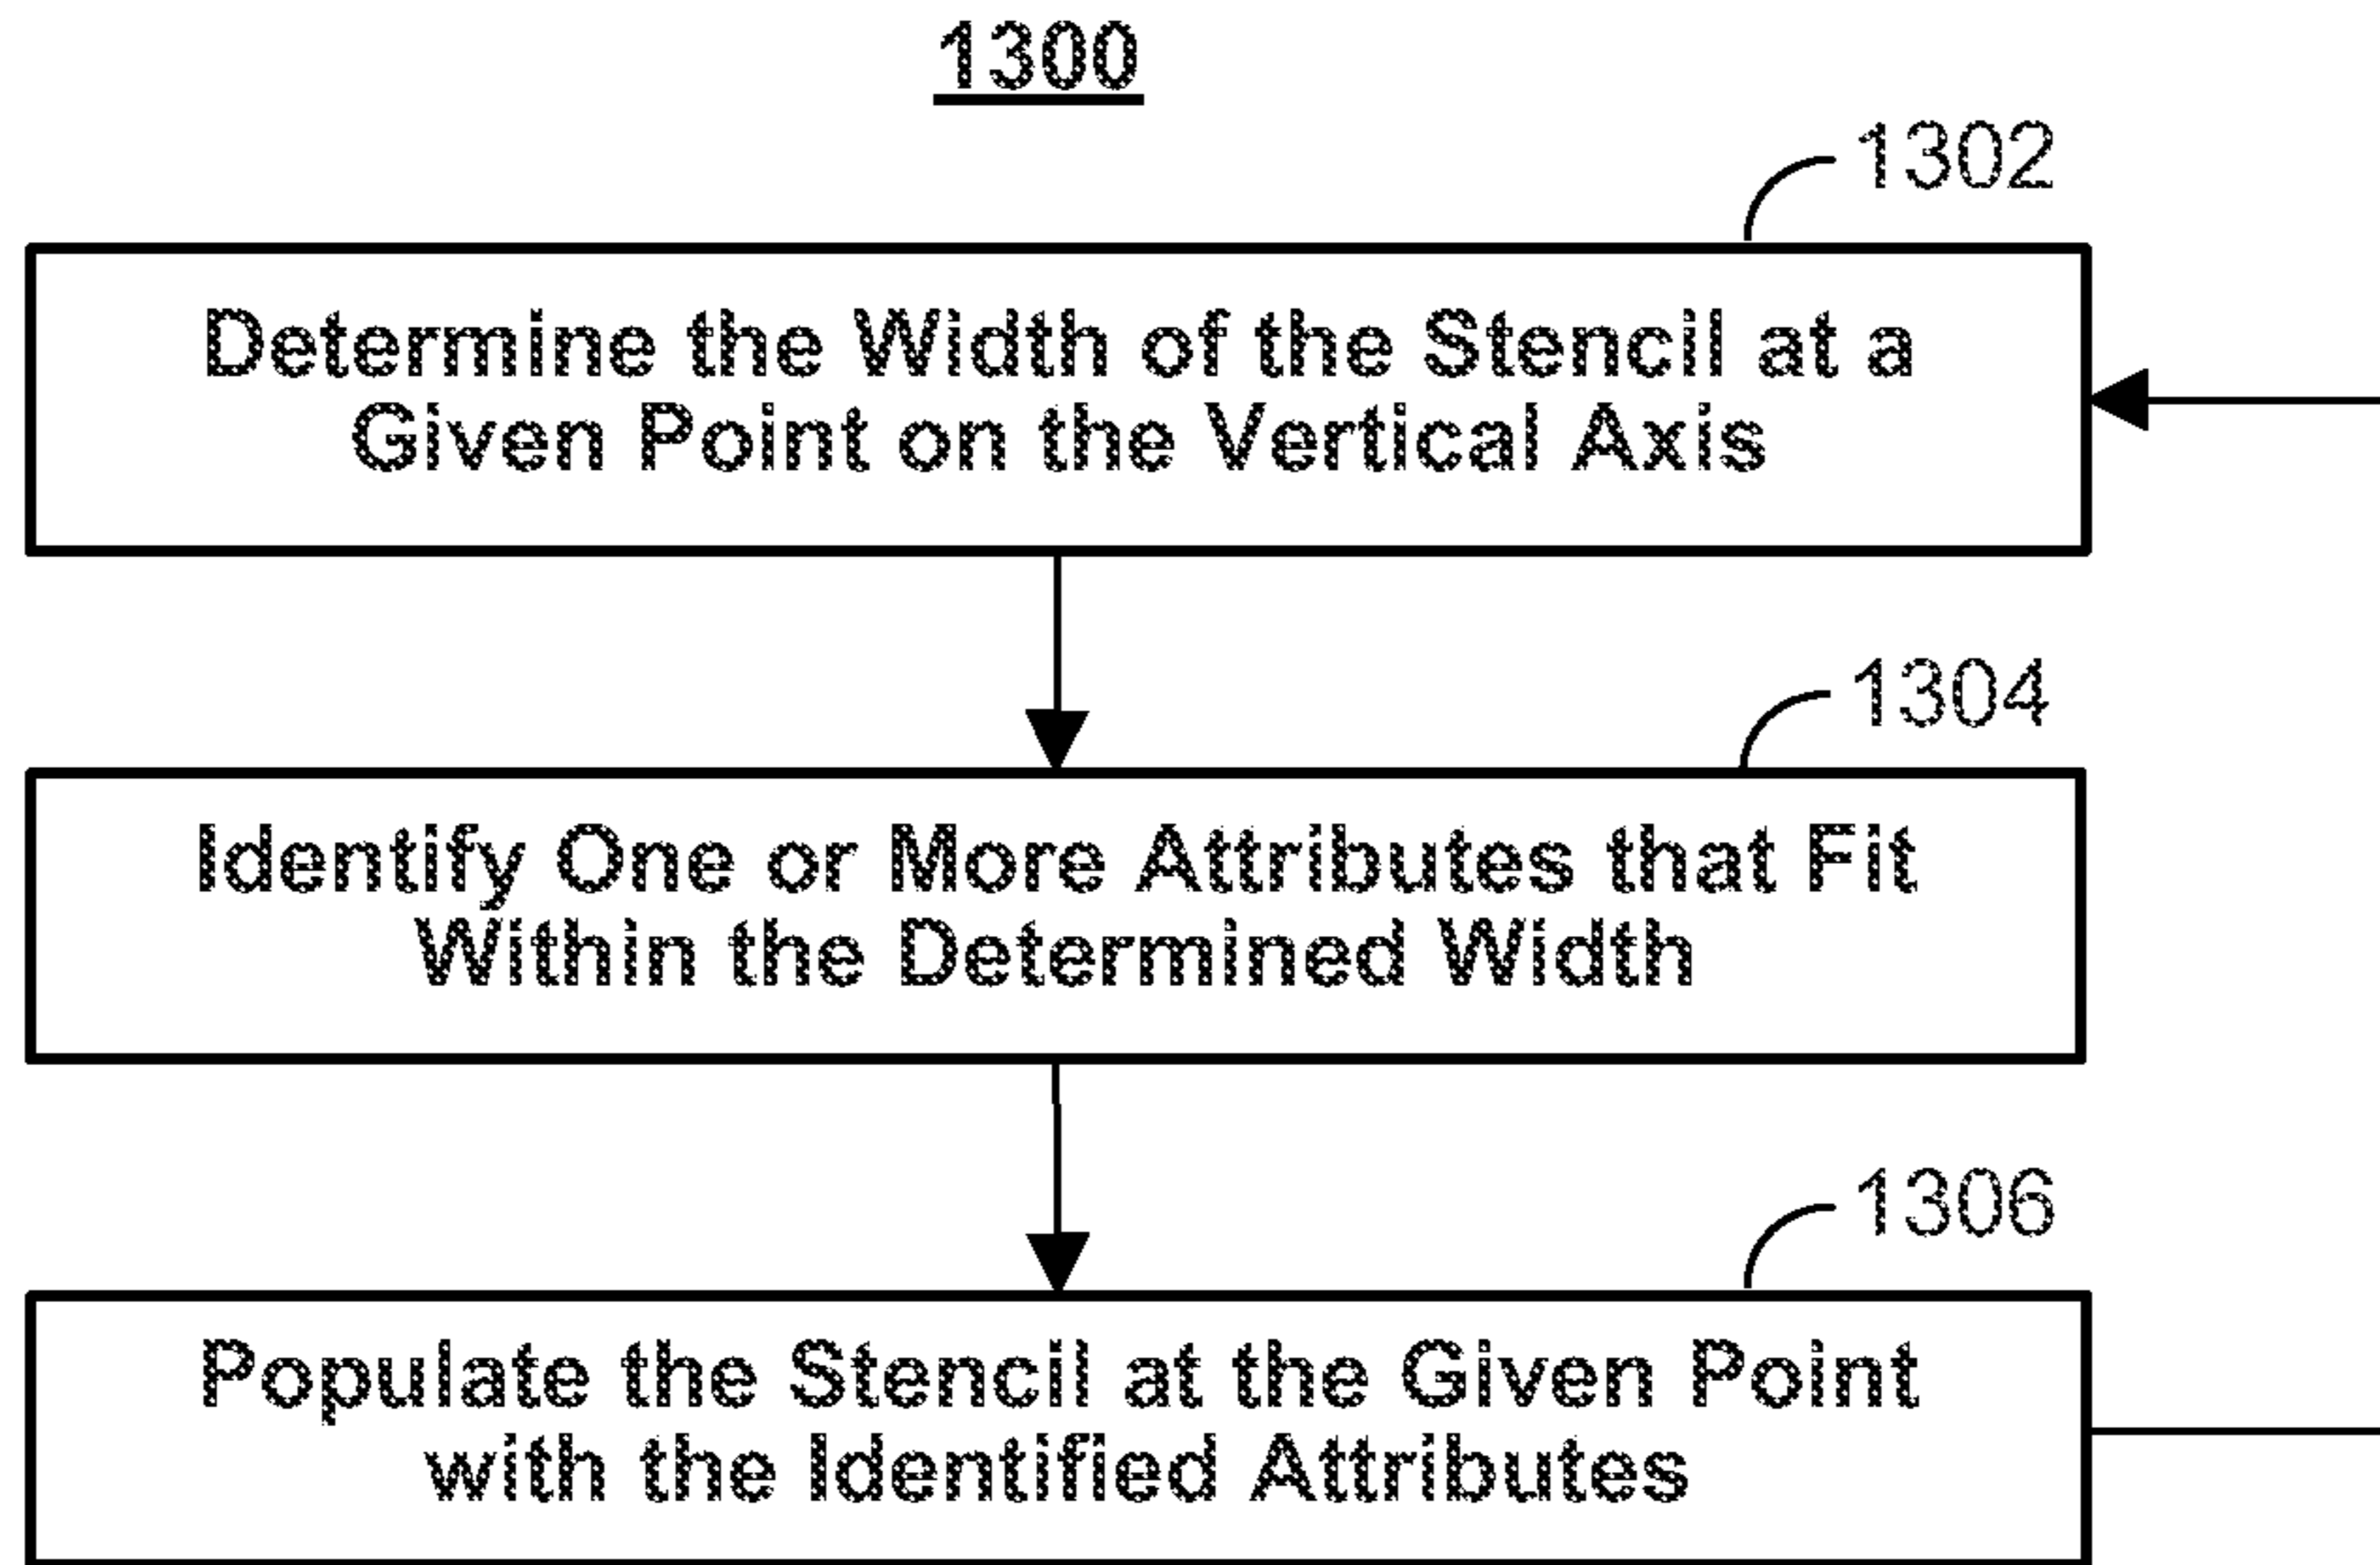 1300
1302
Determine the Width of the Stencil at a
Given Point on the Vertical Axis
1304
Identify One or More Attributes that Fit
Within the Determined Width
1306
Populate the Stencil at the Given Point
with the Identified Attributes